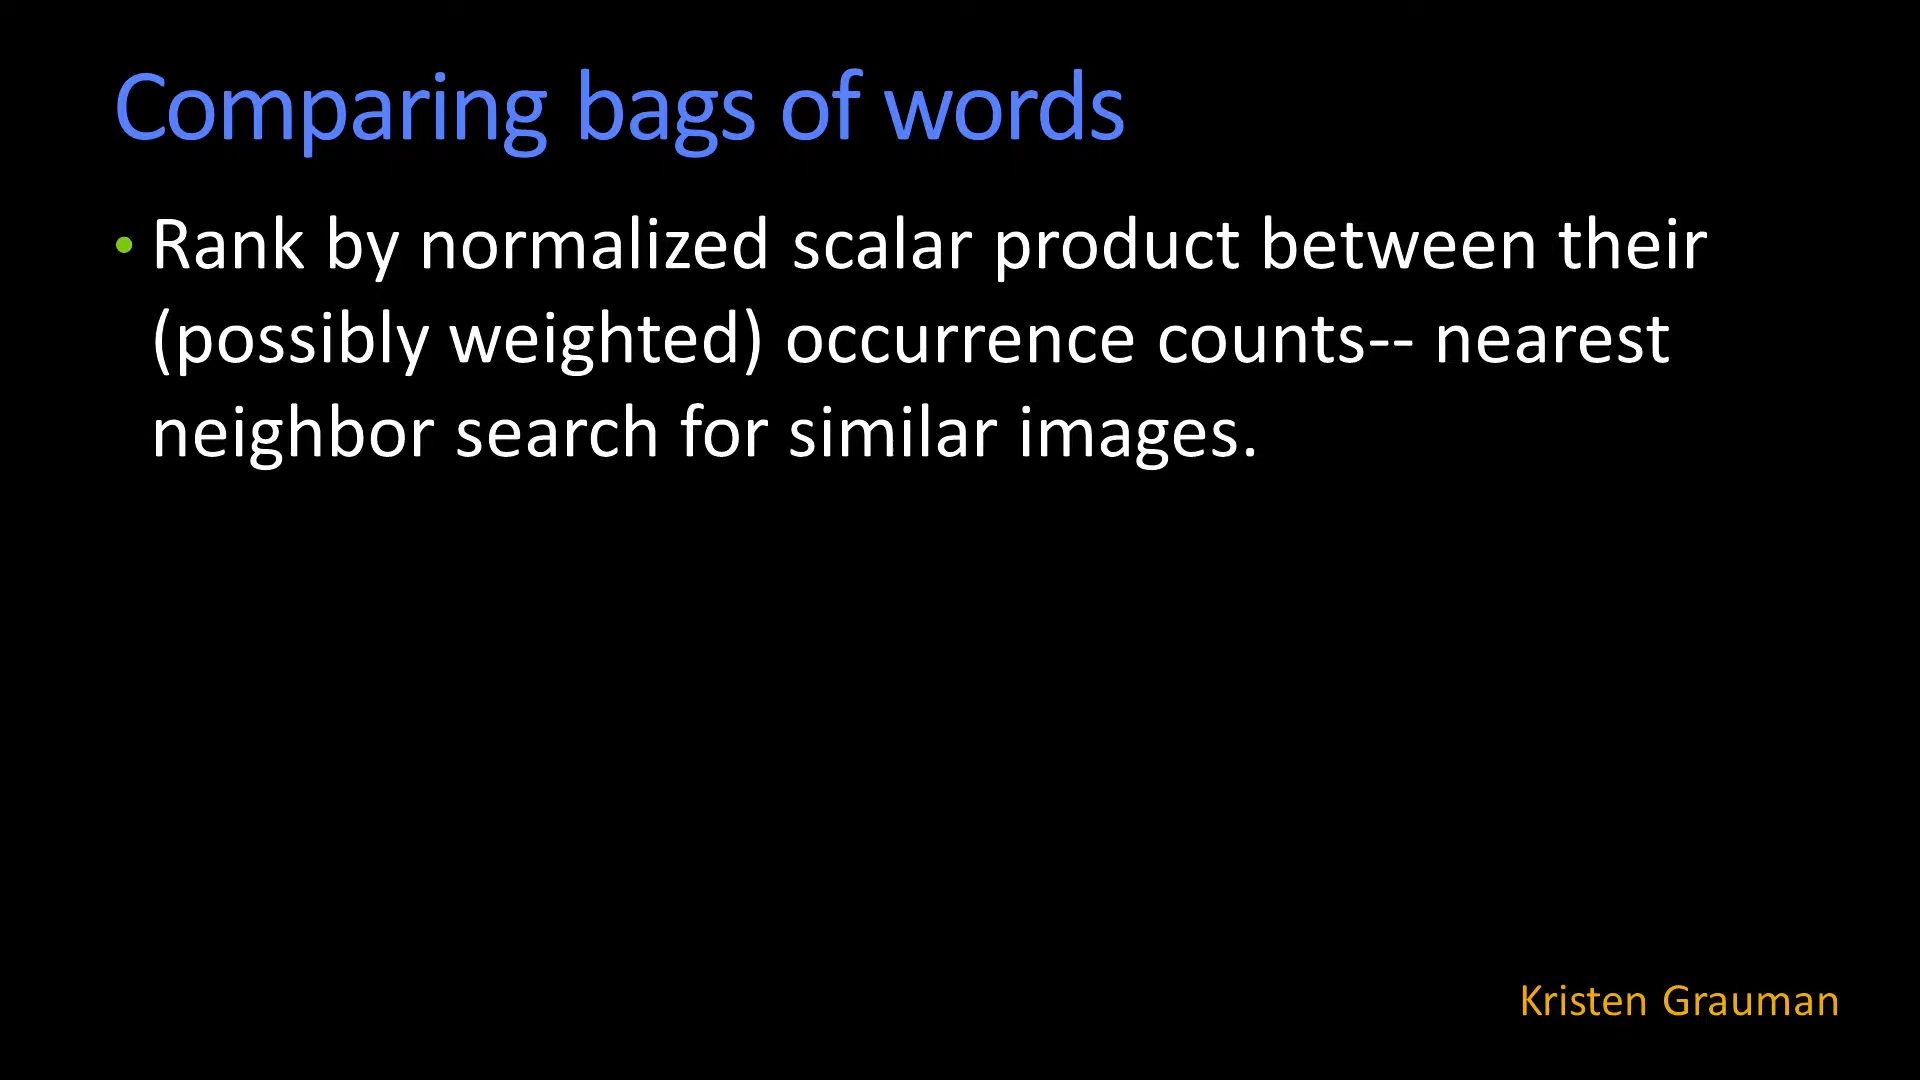 Comparing bags of words
• Rank by normalized scalar product between their
(possibly weighted) occurrence counts-- nearest
neighbor search for similar images.
Kristen Grauman